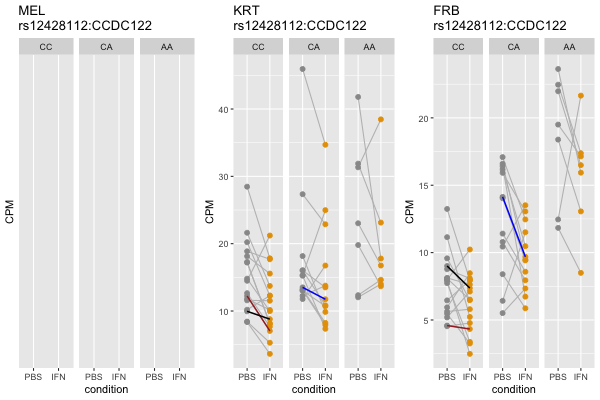 MEL
rs12428112:CCDC122
CC CA AA
CPM
PBS IFN PBS IFN PBS IFN
condition
KRT
rs12428112:CCDC122
CC CA AA
CPM
40
30
20
10
PBS IFN PBS IFN PBS IFN
condition
FRB
rs12428112:CCDC122
CC CA AA
CPM
20
15
10
5
PBS IFN PBS IFN PBS IFN
condition